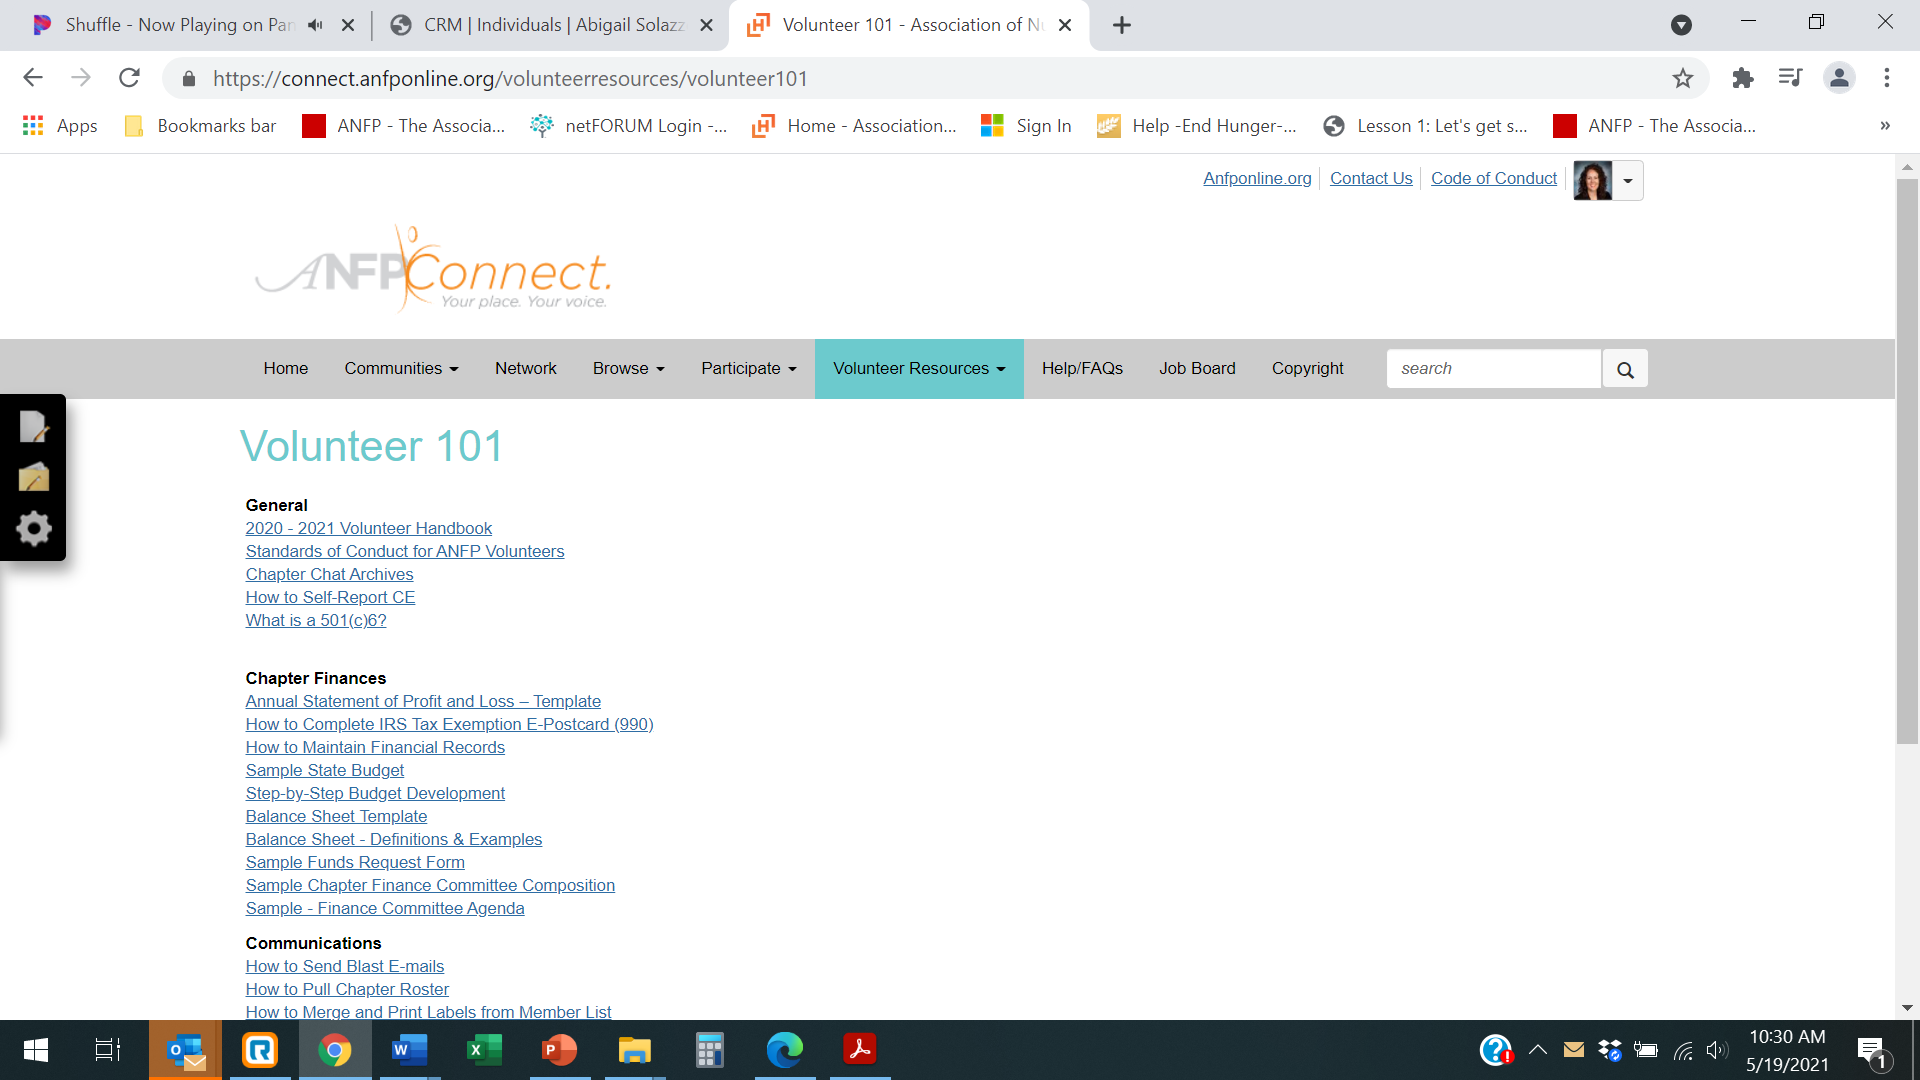 Shuffle - Now Playing on Pan
CRM | Individuals | Abigail Solazz
Volunteer 101 - Association of Nu
https://connect.anfponline.org/volunteerresources/volunteer101
Apps
Bookmarks bar
ANFP - The Associa...
netFORUM Login -...
Home - Association...
Sign In
Help -End Hunger-...
Lesson 1: Let's get s...
ANFP - The Associa...
»
Anfponline.org
Contact Us
Code of Conduct
ANFPConnect.
Your place. Your voice.
Home
Communities
Network
Browse
Participate
Volunteer Resources
Help/FAQs
Job Board
Copyright
search
Volunteer 101
General
2020 - 2021 Volunteer Handbook
Standards of Conduct for ANFP Volunteers
Chapter Chat Archives
How to Self-Report CE
What is a 501(c)6?
Chapter Finances
Annual Statement of Profit and Loss – Template
How to Complete IRS Tax Exemption E-Postcard (990)
How to Maintain Financial Records
Sample State Budget
Step-by-Step Budget Development
Balance Sheet Template
Balance Sheet - Definitions & Examples
Sample Funds Request Form
Sample Chapter Finance Committee Composition
Sample - Finance Committee Agenda
Communications
How to Send Blast E-mails
How to Pull Chapter Roster
How to Merge and Print Labels from Member List
10:30 AM
5/19/2021
1